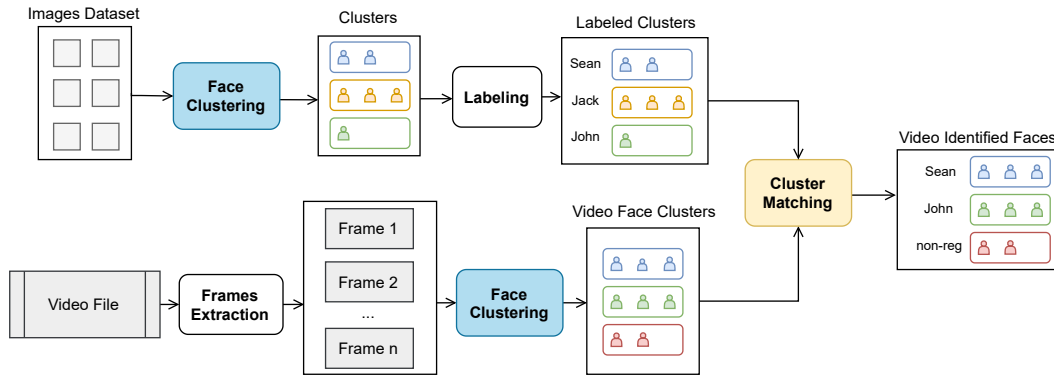 Images Dataset
Face
Clustering
Clusters
Labeling
Labeled Clusters
Sean
Jack
John
Video File
Frames
Extraction
Frame 1
Frame 2
...
Frame n
Face
Clustering
Video Face Clusters
Cluster
Matching
Video Identified Faces
Sean
John
non-reg